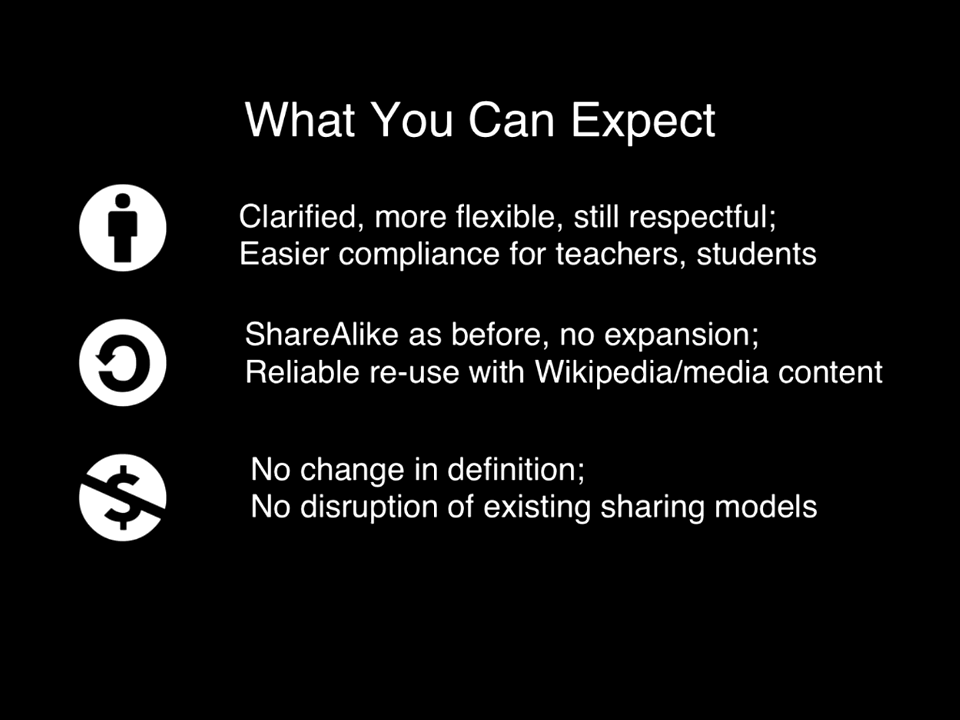 What You Can Expect
Clarified, more flexible, still respectful;
Easier compliance for teachers, students
ShareAlike as before, no expansion;
Reliable re-use with Wikipedia/media content
No change in definition;
No disruption of existing sharing models